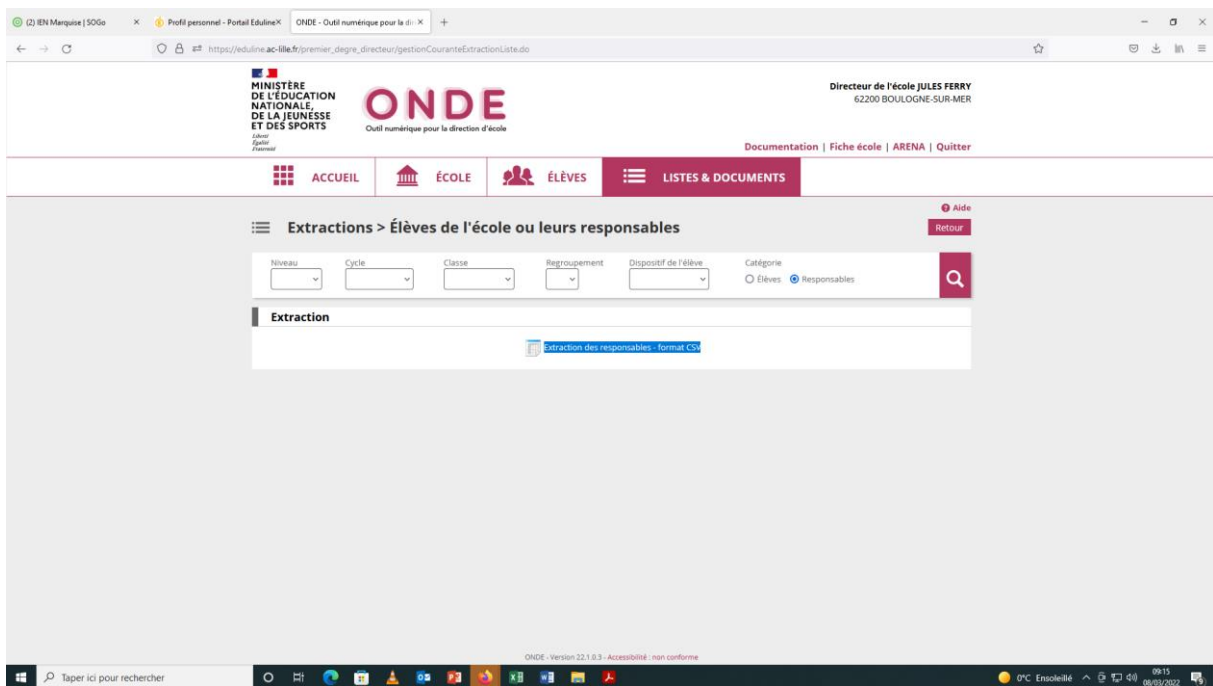 (2) IEN Marquise | SOGo
Profil personnel - Portail Eduline
ONDE - Outil numérique pour la dir
https://eduline.ac-lille.fr/premier_degre_directeur/gestionCouranteExtractionListe.do
MINISTÈRE
DE L'ÉDUCATION
NATIONALE,
DE LA JEUNESSE
ET DES SPORTS
Liberté
Égalité
Fraternité
ONDE
Outil numérique pour la direction d'école
Directeur de l'école JULES FERRY
62200 BOULOGNE-SUR-MER
Documentation | Fiche école | ARENA | Quitter
ACCUEIL ÉCOLE ÉLÈVES LISTES & DOCUMENTS
Aide
Extractions > Élèves de l'école ou leurs responsables
Retour
Niveau Cycle Classe Regroupement Dispositif de l'élève Catégorie
Élèves Responsables
Extraction
Extraction des responsables - format CSV
ONDE - Version 22.1.0.3 - Accessibilité : non conforme
Taper ici pour rechercher
0°C Ensoleillé
09:15
08/03/2022